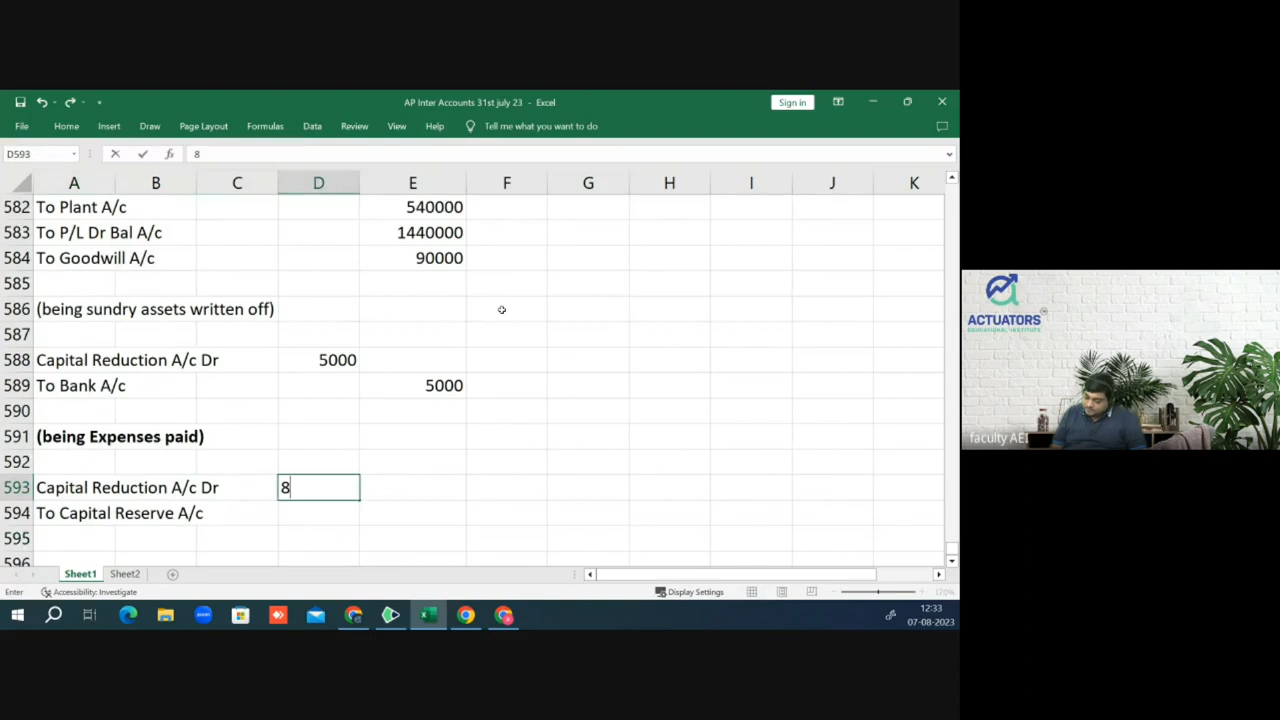 AP Inter Accounts 31st july 23 - Excel
Sign in
File Home Insert Draw Page Layout Formulas Data Review View Help Tell me what you want to do
D593 fx 8
A B C D E F G H I J K
582 To Plant A/c 540000
583 To P/L Dr Bal A/c 1440000
584 To Goodwill A/c 90000
585
586 (being sundry assets written off)
587
588 Capital Reduction A/c Dr 5000
589 To Bank A/c 5000
590
591 (being Expenses paid)
592
593 Capital Reduction A/c Dr 8
594 To Capital Reserve A/c
595
596
Sheet1 Sheet2
Enter Accessibility: Investigate Display Settings 170%
12:33
07-08-2023
ACTUATORS
EDUCATIONAL INSTITUTE
faculty AEI